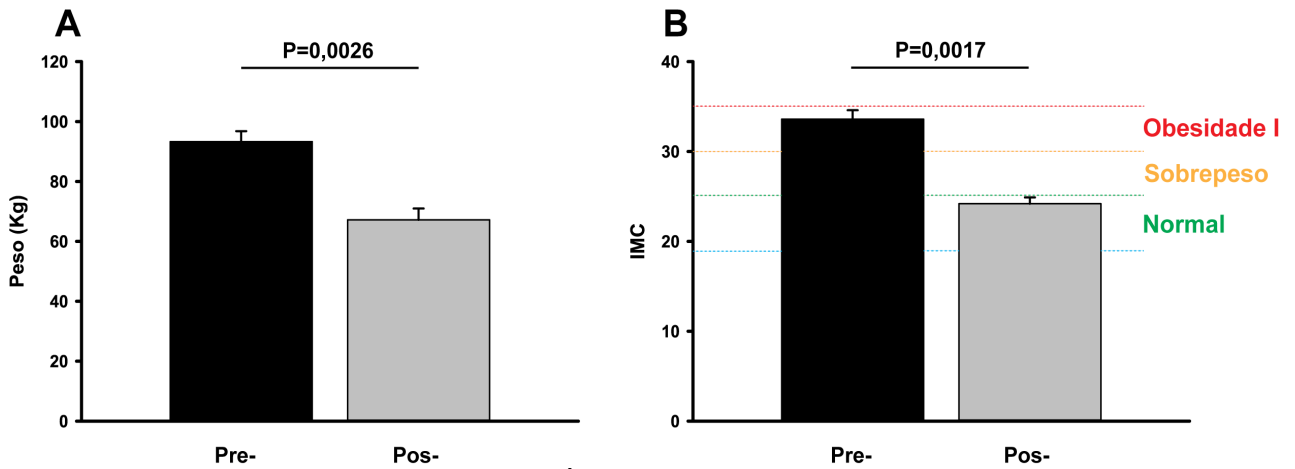 A
P=0,0026
120
100
80
60
40
20
0
Peso (Kg)
Pre-
Pos-
B
P=0,0017
40
30
20
10
0
IMC
Obesidade I
Sobrepeso
Normal
Pre-
Pos-